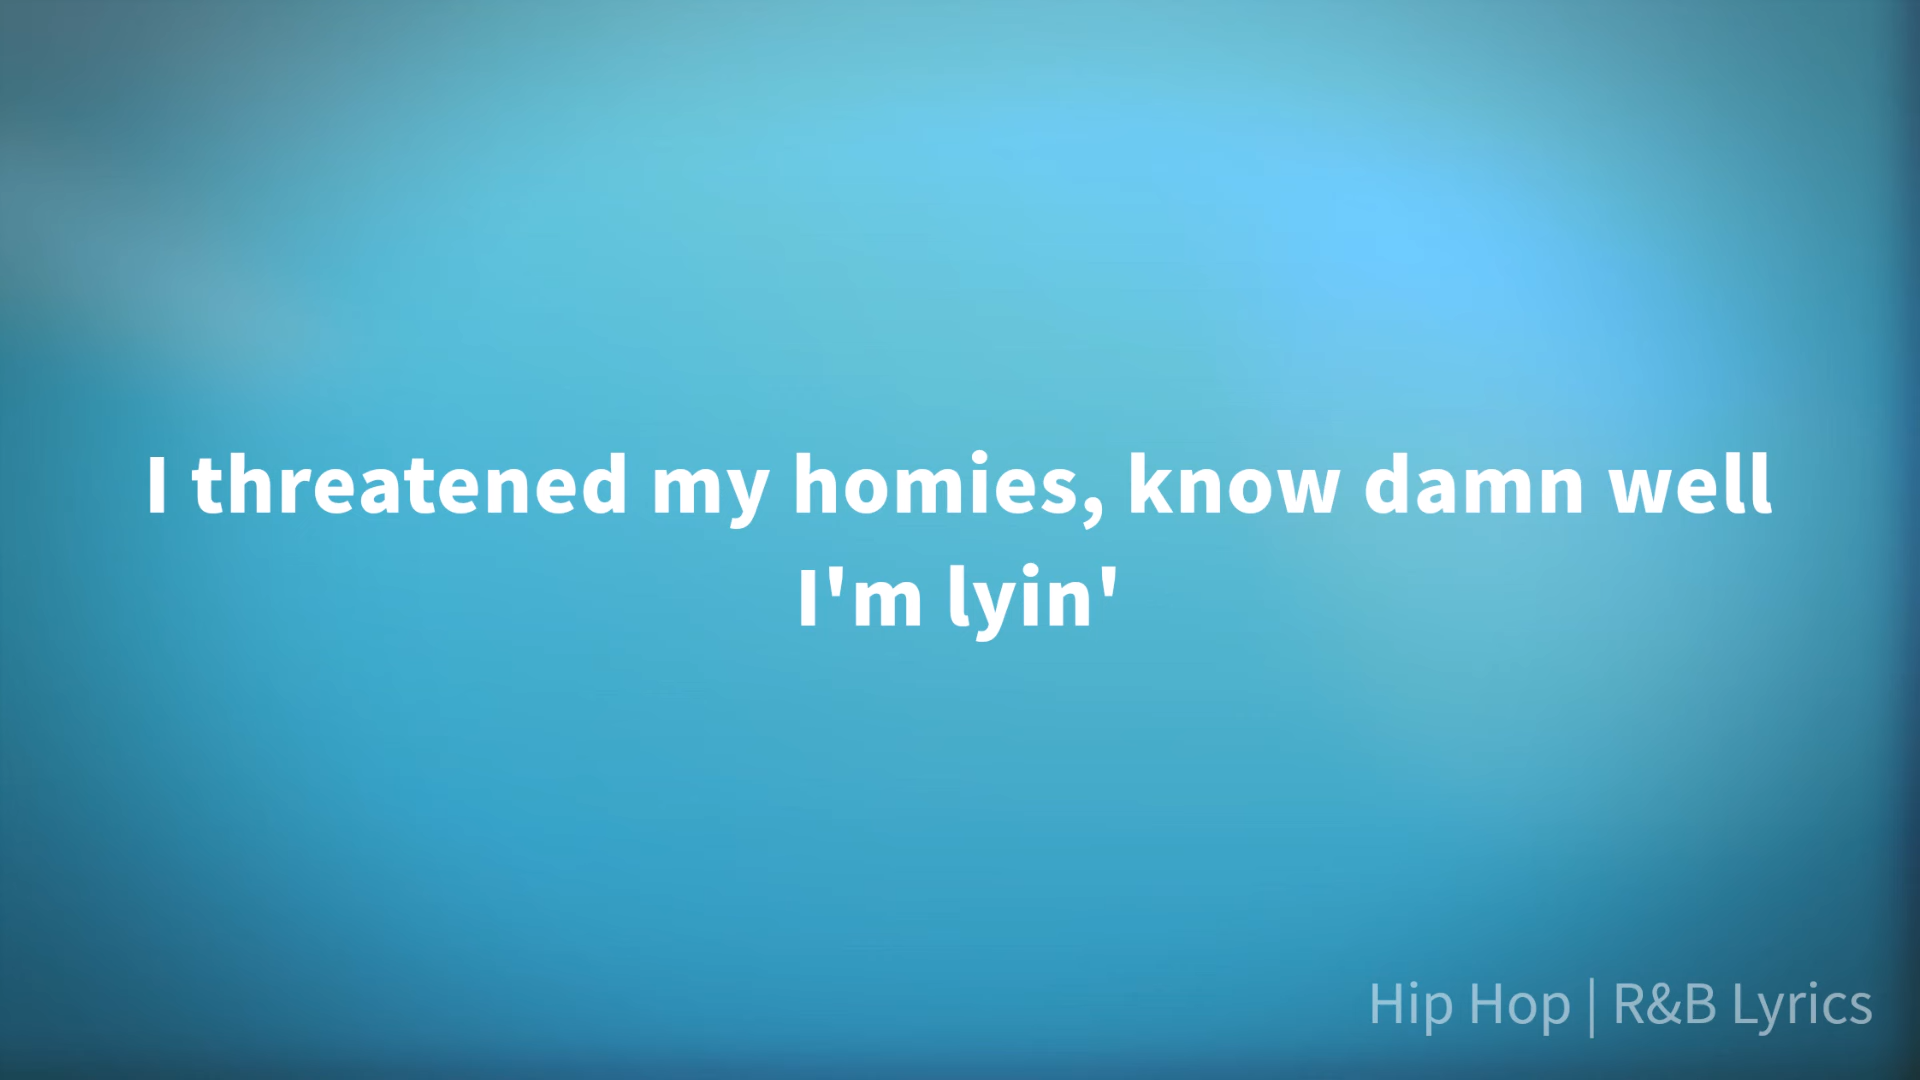 I threatened my homies, know damn well
I'm lyin'
Hip Hop | R&B Lyrics